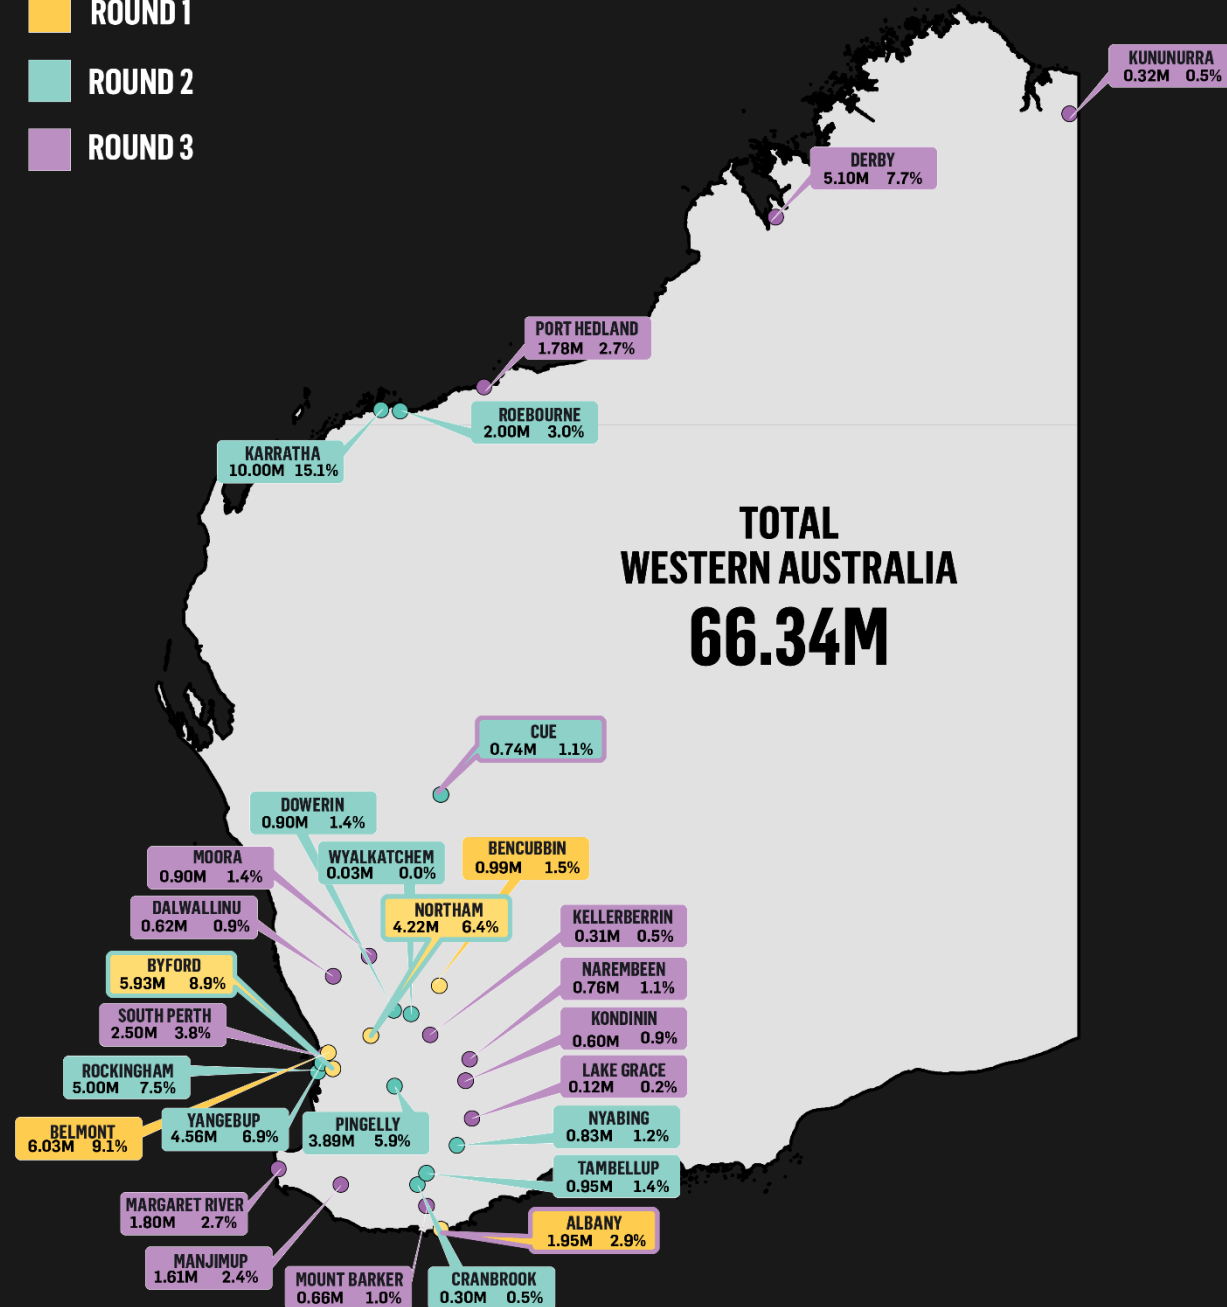 ROUND 1
ROUND 2
ROUND 3
KUNUNURRA
0.32M 0.5%
DERBY
5.10M 7.7%
PORT HEDLAND
1.78M 2.7%
ROEBOURNE
2.00M 3.0%
KARRATHA
10.00M 15.1%
TOTAL
WESTERN AUSTRALIA
66.34M
CUE
0.74M 1.1%
DOWERIN
0.90M 1.4%
WYALKATCHEM
0.03M 0.0%
BENCUBBIN
0.99M 1.5%
MOORA
0.90M 1.4%
DALWALLINU
0.62M 0.9%
NORTHAM
4.22M 6.4%
KELLERBERRIN
0.31M 0.5%
BYFORD
5.93M 8.9%
NAREMBEEN
0.76M 1.1%
SOUTH PERTH
2.50M 3.8%
KONDININ
0.60M 0.9%
ROCKINGHAM
5.00M 7.5%
LAKE GRACE
0.12M 0.2%
BELMONT
6.03M 9.1%
YANGEBUP
4.56M 6.9%
PINGELLY
3.89M 5.9%
NYABING
0.83M 1.2%
TAMBELLUP
0.95M 1.4%
MARGARET RIVER
1.80M 2.7%
ALBANY
1.95M 2.9%
MANJIMUP
1.61M 2.4%
MOUNT BARKER
0.66M 1.0%
CRANBROOK
0.30M 0.5%